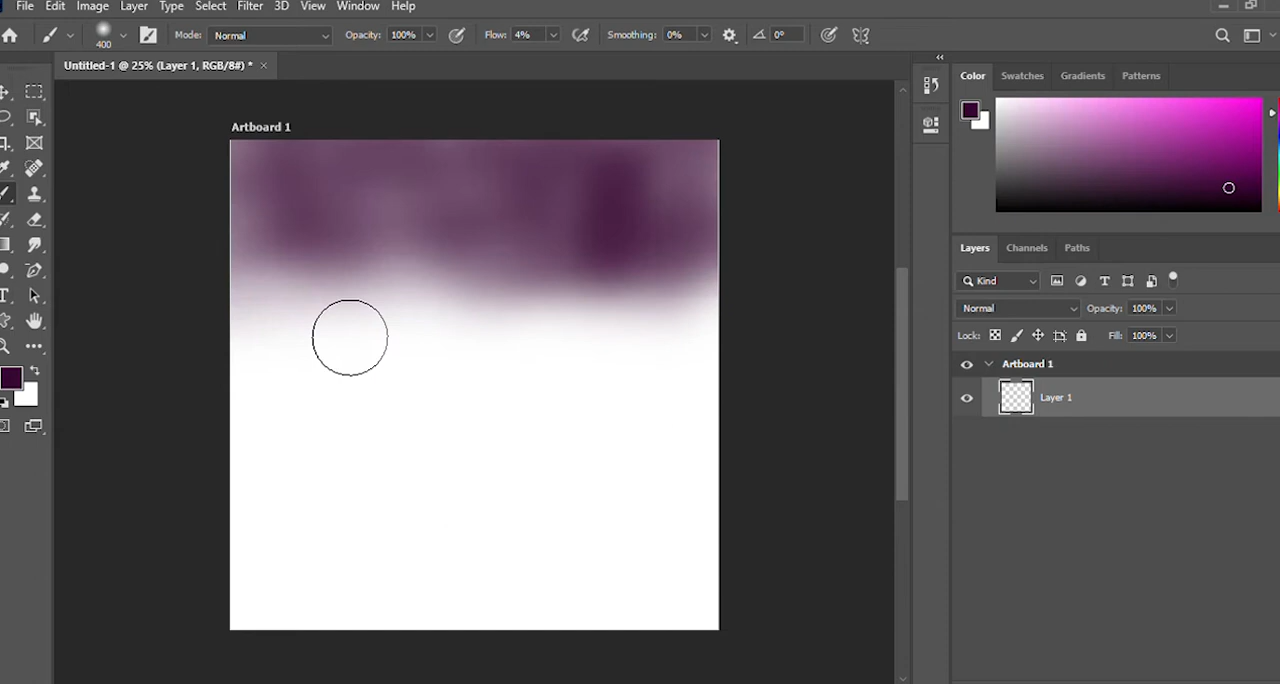 File Edit Image Layer Type Select Filter 3D View Window Help
400 Mode: Normal Opacity: 100% Flow: 4% Smoothing: 0% 0°
Untitled-1 @ 25% (Layer 1, RGB/8#) * ×
Color Swatches Gradients Patterns
Artboard 1
Layers Channels Paths
Kind
Normal Opacity: 100%
Lock: Fill: 100%
Artboard 1
Layer 1